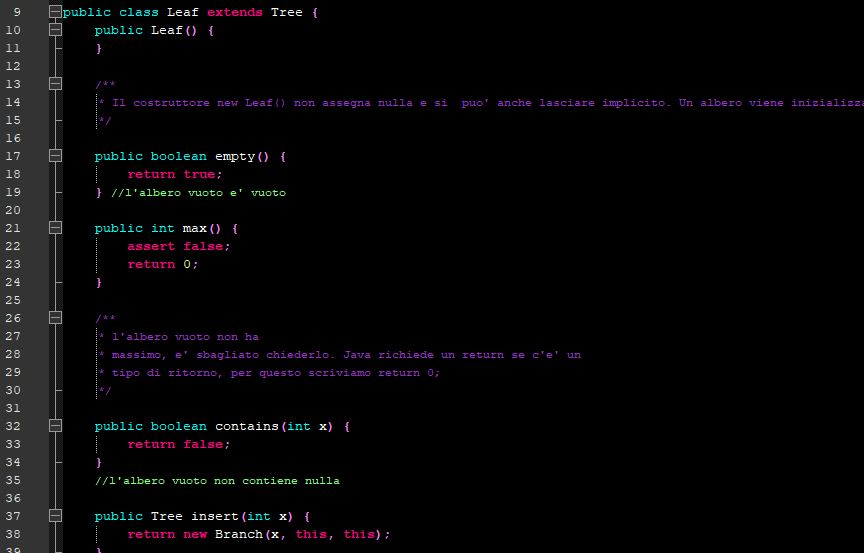 9 public class Leaf extends Tree {
10 public Leaf() {
11 }
12
13 /**
14 * Il costruttore new Leaf() non assegna nulla e si  puo' anche lasciare implicito. Un albero viene
15 */
16
17 public boolean empty() {
18 return true;
19 } //l'albero vuoto e' vuoto
20
21 public int max() {
22 assert false;
23 return 0;
24 }
25
26 /**
27 * l'albero vuoto non ha
28 * massimo, e' sbagliato chiederlo. Java richiede un return se c'e' un
29 * tipo di ritorno, per questo scriviamo return 0;
30 */
31
32 public boolean contains(int x) {
33 return false;
34 }
35 //l'albero vuoto non contiene nulla
36
37 public Tree insert(int x) {
38 return new Branch(x, this, this);
39 }